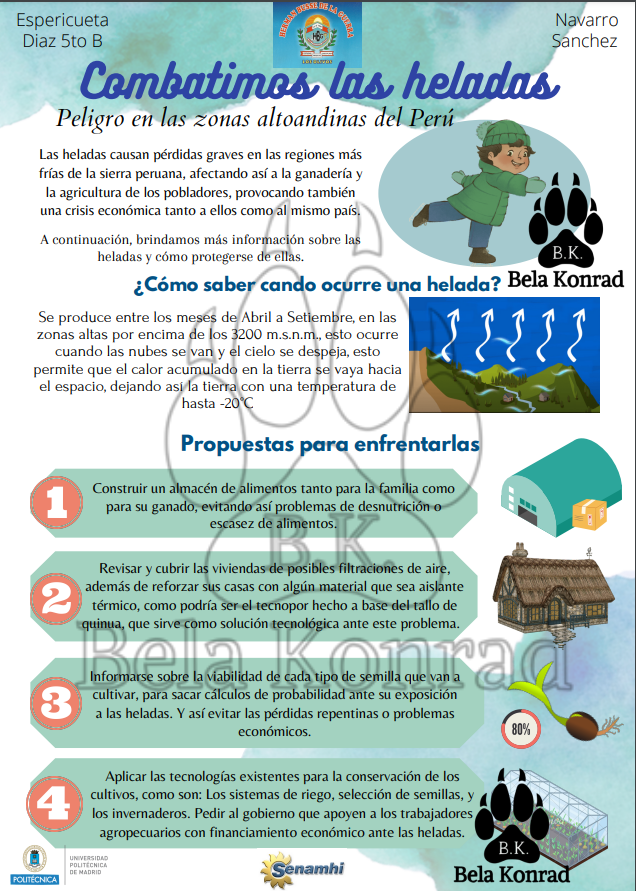 Espericueta
Diaz 5to B
HERNAN BUSSE DE LA GUERRA
LOS OLIVOS
Navarro
Sanchez
Combatimos las heladas
Peligro en las zonas altoandinas del Perú
Las heladas causan pérdidas graves en las regiones más
frías de la sierra peruana, afectando así a la ganadería y
la agricultura de los pobladores, provocando también
una crisis económica tanto a ellos como al mismo país.
A continuación, brindamos más información sobre las
heladas y cómo protegerse de ellas.
B.K.
Bela Konrad
¿Cómo saber cando ocurre una helada?
Se produce entre los meses de Abril a Setiembre, en las
zonas altas por encima de los 3200 m.s.n.m., esto ocurre
cuando las nubes se van y el cielo se despeja, esto
permite que el calor acumulado en la tierra se vaya hacia
el espacio, dejando así la tierra con una temperatura de
hasta -20°C
Propuestas para enfrentarlas
1
Construir un almacén de alimentos tanto para la familia como
para su ganado, evitando así problemas de desnutrición o
escasez de alimentos.
B.K.
2
Revisar y cubrir las viviendas de posibles filtraciones de aire,
además de reforzar sus casas con algún material que sea aislante
térmico, como podría ser el tecnopor hecho a base del tallo de
quinua, que sirve como solución tecnológica ante este problema.
Bela Konrad
3
Informarse sobre la viabilidad de cada tipo de semilla que van a
cultivar, para sacar cálculos de probabilidad ante su exposición
a las heladas. Y así evitar las pérdidas repentinas o problemas
económicos.
80%
4
Aplicar las tecnologías existentes para la conservación de los
cultivos, como son: Los sistemas de riego, selección de semillas, y
los invernaderos. Pedir al gobierno que apoyen a los trabajadores
agropecuarios con financiamiento económico ante las heladas.
B.K.
Bela Konrad
POLITÉCNICA
UNIVERSIDAD
POLITÉCNICA
DE MADRID
Senamhi